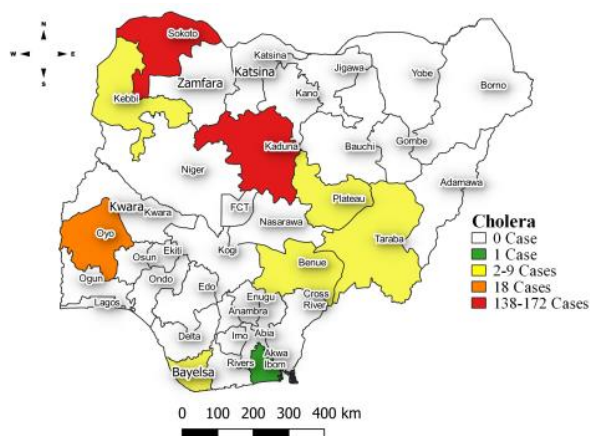 N
W E
S
Sokoto
Katsina
Kebbi
Zamfara
Katsina
Jigawa
Yobe
Borno
Kano
Kaduna
Bauchi
Gombe
Niger
Adamawa
Plateau
FCT
Kwara
Kwara
Nasarawa
Taraba
Oyo
Kogi
Ekiti
Osun
Benue
Ogun
Ondo
Edo
Lagos
Enugu
Cross
River
Anambra
Delta
Imo
Abia
Bayelsa
Rivers
Akwa
Ibom
Cholera
0 Case
1 Case
2-9 Cases
18 Cases
138-172 Cases
0 100 200 300 400 km